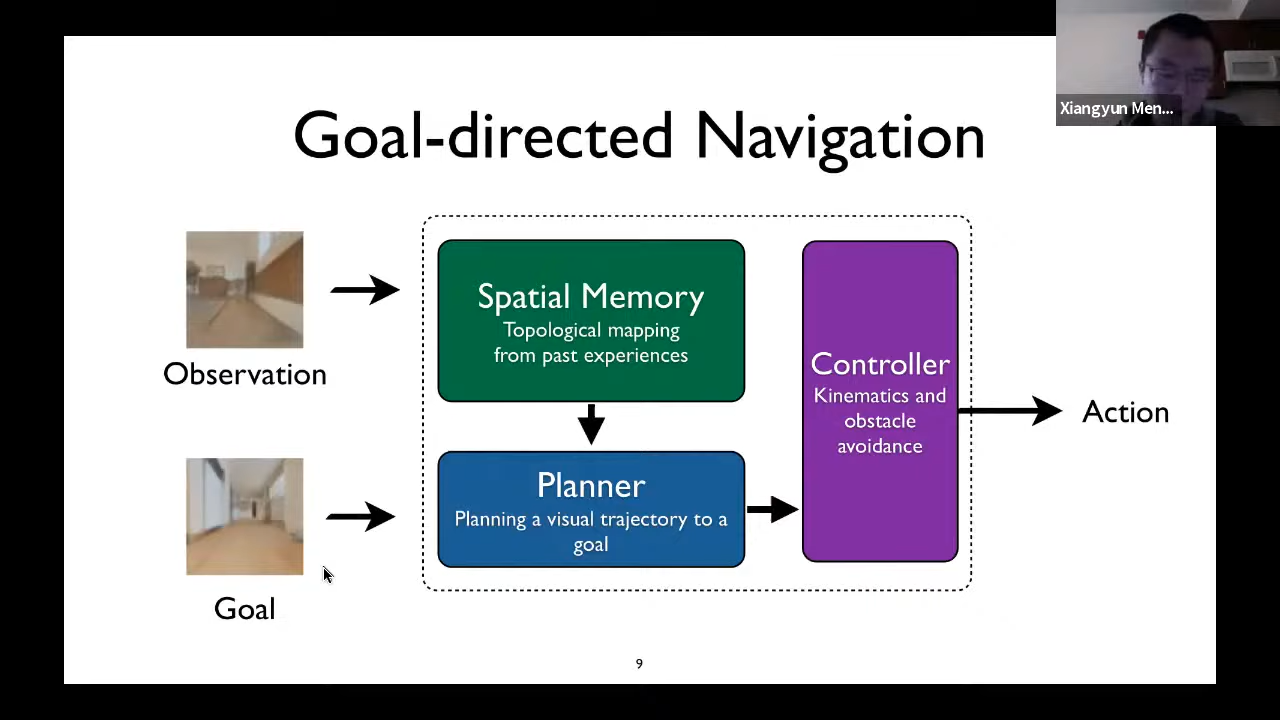 Xiangyun Men...
Goal-directed Navigation
Observation
Spatial Memory
Topological mapping
from past experiences
Controller
Kinematics and
obstacle
avoidance
Action
Planner
Planning a visual trajectory to a
goal
Goal
9